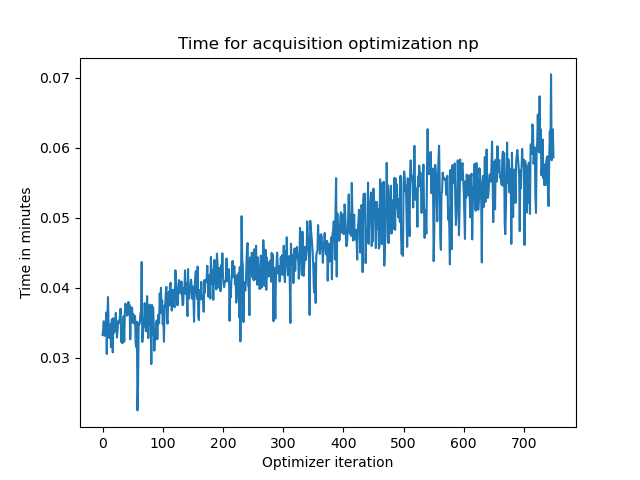 Time for acquisition optimization np
0.07
0.06
0.05
0.04
0.03
Time in minutes
0 100 200 300 400 500 600 700
Optimizer iteration